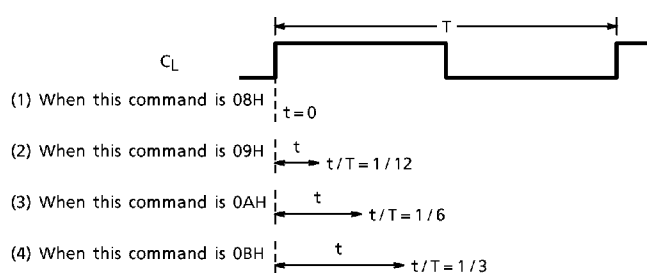 T
CL
(1) When this command is 08H
t=0
(2) When this command is 09H
t
t/T=1/12
(3) When this command is 0AH
t
t/T=1/6
(4) When this command is 0BH
t
t/T=1/3